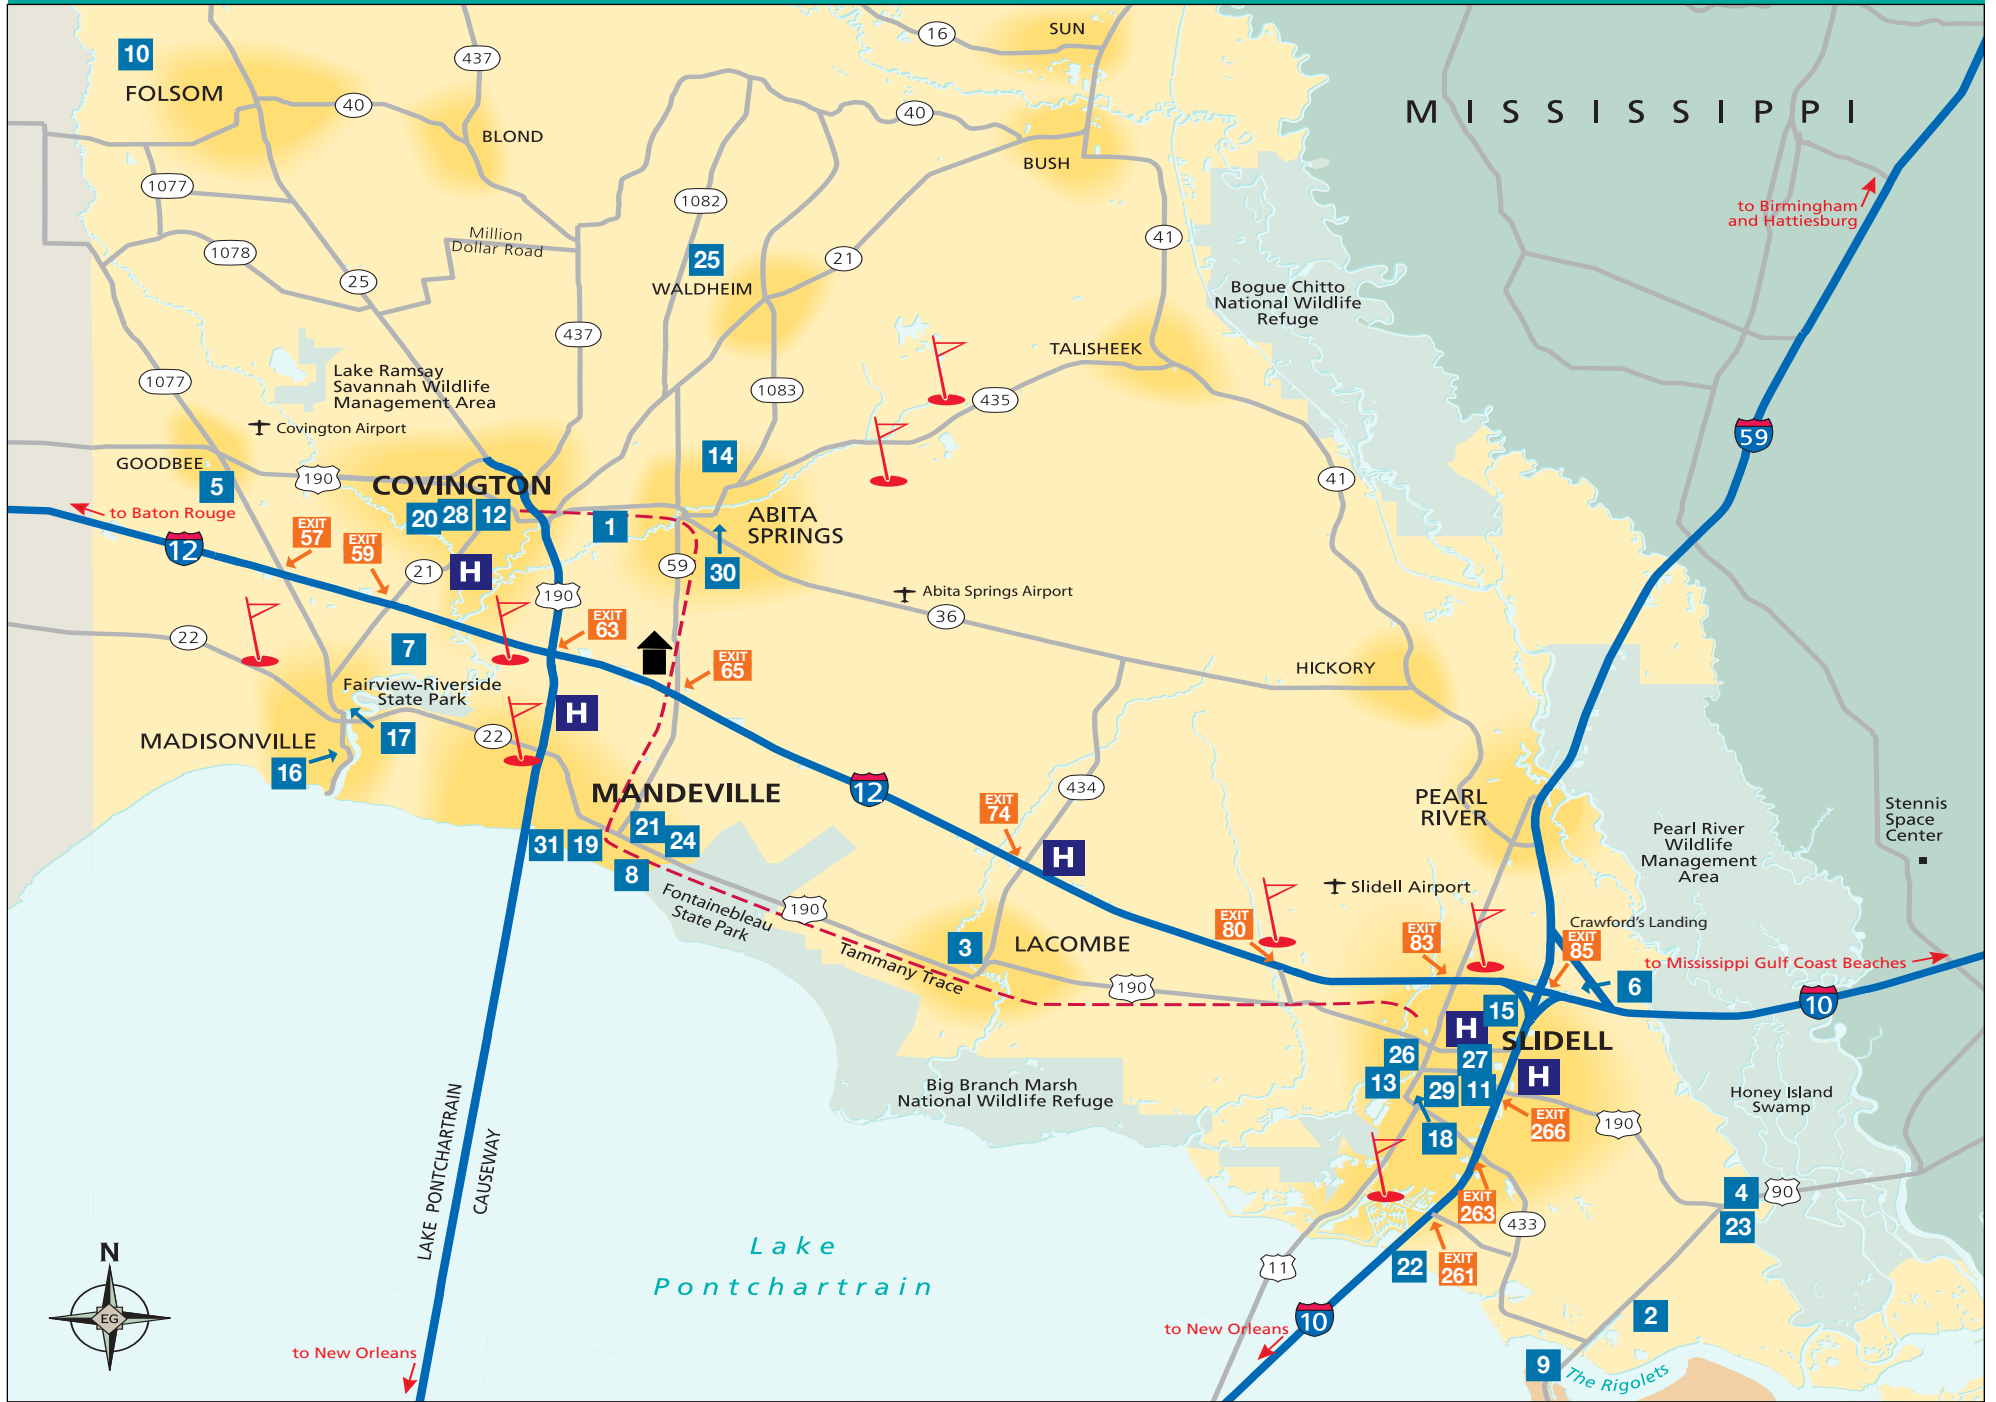 SUN
16
10
437
FOLSOM
40
40
MISSISSIPPI
BLOND
BUSH
1077
1082
to Birmingham
and Hattiesburg
Million
Dollar Road
41
1078
25
21
WALDHEIM
25
Bogue Chitto
National Wildlife
Refuge
437
TALISHEEK
Lake Ramsay
Savannah Wildlife
Management Area
1077
1083
435
Covington Airport
59
GOODBEE
14
190
5
COVINGTON
41
to Baton Rouge
20
28
12
1
ABITA
SPRINGS
EXIT
57
EXIT
59
12
21
H
59
30
190
Abita Springs Airport
36
EXIT
63
22
7
EXIT
65
HICKORY
Fairview-Riverside
State Park
H
17
22
MADISONVILLE
16
MANDEVILLE
12
434
EXIT
74
PEARL
RIVER
Stennis
Space
Center
Pearl River
Wildlife
Management
Area
21
24
31
19
H
8
Slidell Airport
Fontainebleau
State Park
190
EXIT
80
EXIT
83
Crawford's Landing
EXIT
85
3
LACOMBE
Tammany Trace
to Mississippi Gulf Coast Beaches
190
6
10
15
H
SLIDELL
26
27
13
29
11
H
Big Branch Marsh
National Wildlife Refuge
Honey Island
Swamp
EXIT
266
190
18
LAKE PONTCHARTRAIN
CAUSEWAY
4
90
EXIT
263
433
23
Lake
Pontchartrain
N
EG
11
22
EXIT
261
10
2
to New Orleans
to New Orleans
9
The Rigolets